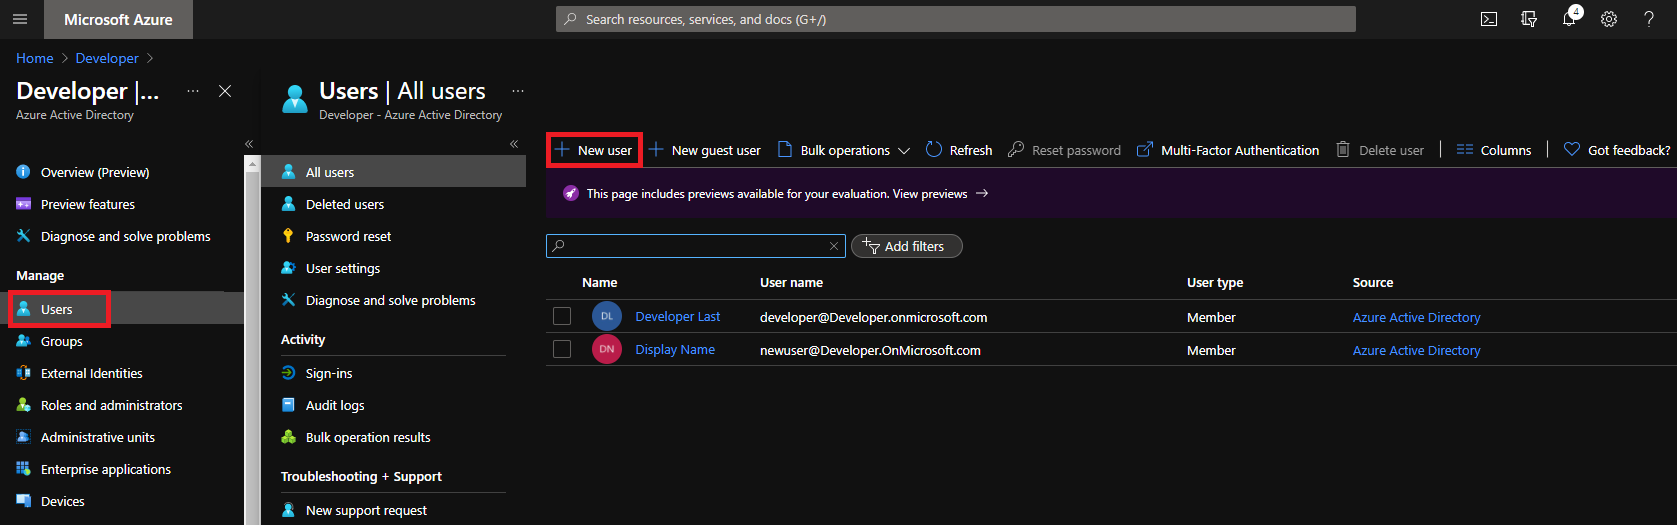 Microsoft Azure
Search resources, services, and docs (G+/)
4
Home > Developer >
Developer |...
Azure Active Directory
Overview (Preview)
Preview features
Diagnose and solve problems
Manage
Users
Groups
External Identities
Roles and administrators
Administrative units
Enterprise applications
Devices
Users | All users
Developer - Azure Active Directory
All users
Deleted users
Password reset
User settings
Diagnose and solve problems
Activity
Sign-ins
Audit logs
Bulk operation results
Troubleshooting + Support
New support request
New user New guest user Bulk operations Refresh Reset password Multi-Factor Authentication Delete user Columns Got feedback?
This page includes previews available for your evaluation. View previews →
Add filters
Name User name User type Source
DL Developer Last developer@Developer.onmicrosoft.com Member Azure Active Directory
DN Display Name newuser@Developer.OnMicrosoft.com Member Azure Active Directory